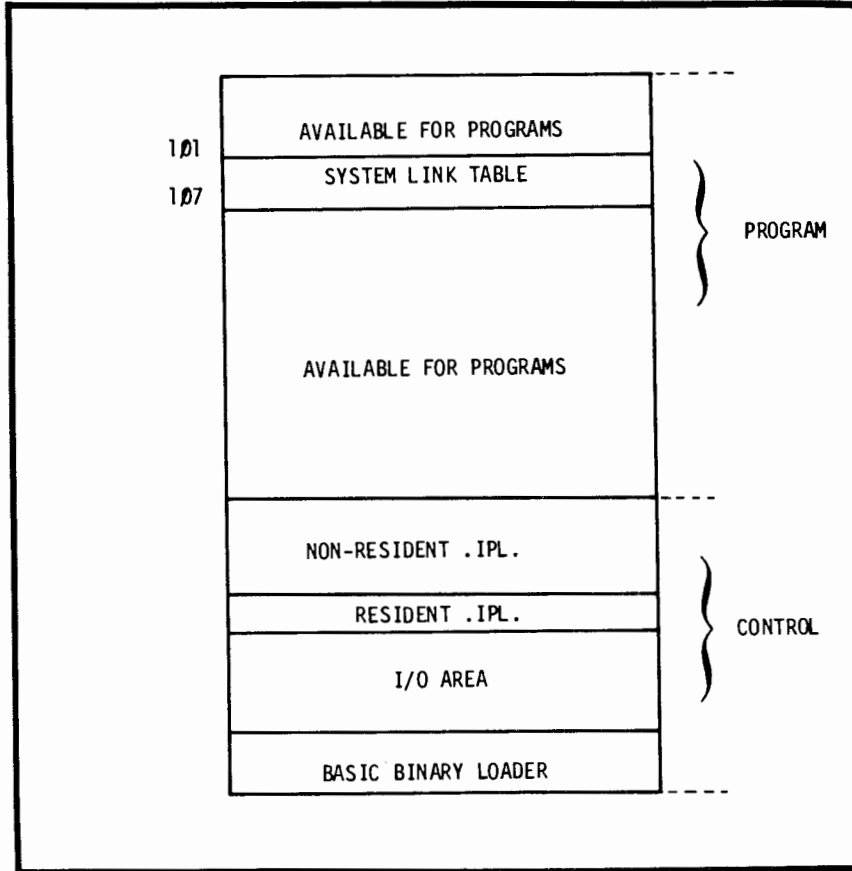 AVAILABLE FOR PROGRAMS
1Ø1
SYSTEM LINK TABLE
1Ø7
PROGRAM
AVAILABLE FOR PROGRAMS
NON-RESIDENT .IPL.
RESIDENT .IPL.
CONTROL
I/O AREA
BASIC BINARY LOADER